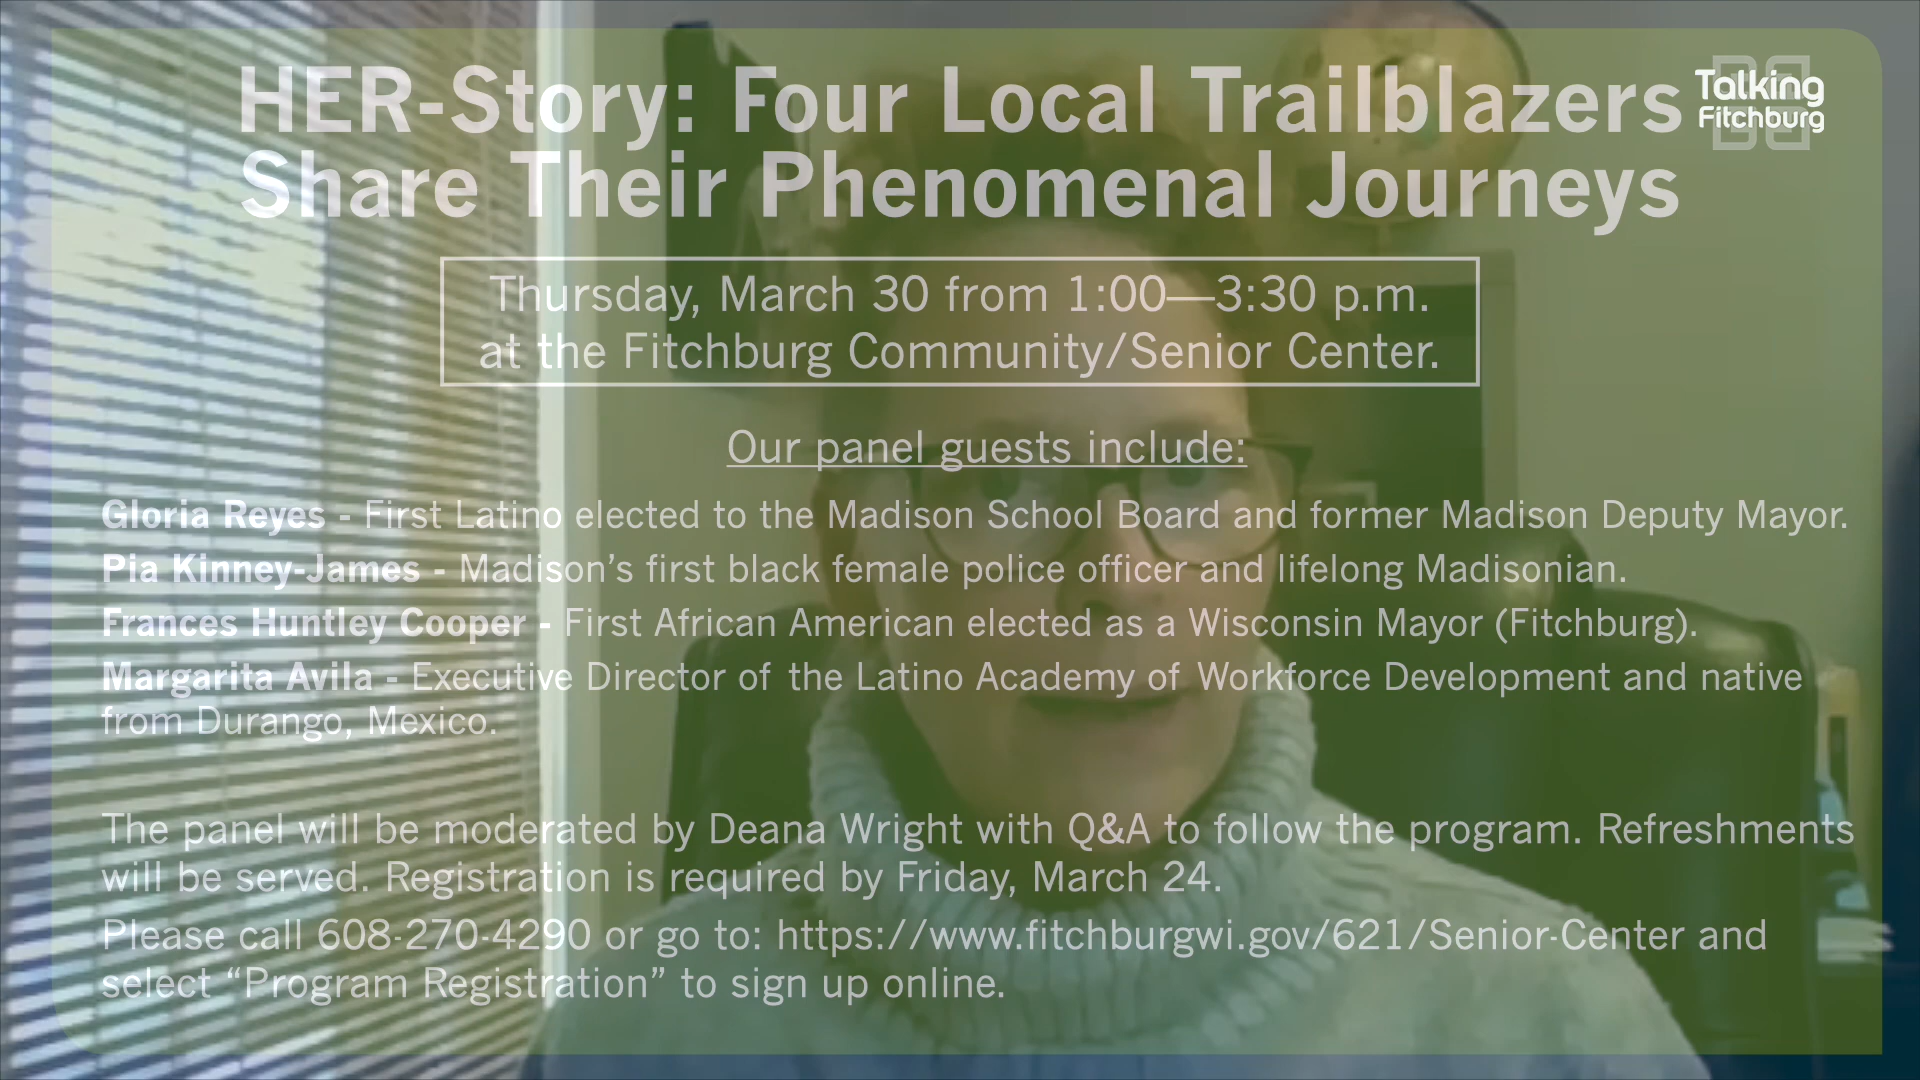 HER-Story: Four Local Trailblazers
Share Their Phenomenal Journeys
Talking
Fitchburg
Thursday, March 30 from 1:00—3:30 p.m.
at the Fitchburg Community/Senior Center.
Our panel guests include:
Gloria Reyes - First Latino elected to the Madison School Board and former Madison Deputy Mayor.
Pia Kinney-James - Madison’s first black female police officer and lifelong Madisonian.
Frances Huntley Cooper - First African American elected as a Wisconsin Mayor (Fitchburg).
Margarita Avila - Executive Director of the Latino Academy of Workforce Development and native
from Durango, Mexico.
The panel will be moderated by Deana Wright with Q&A to follow the program. Refreshments
will be served. Registration is required by Friday, March 24.
Please call 608-270-4290 or go to: https://www.fitchburgwi.gov/621/Senior-Center and
select “Program Registration” to sign up online.